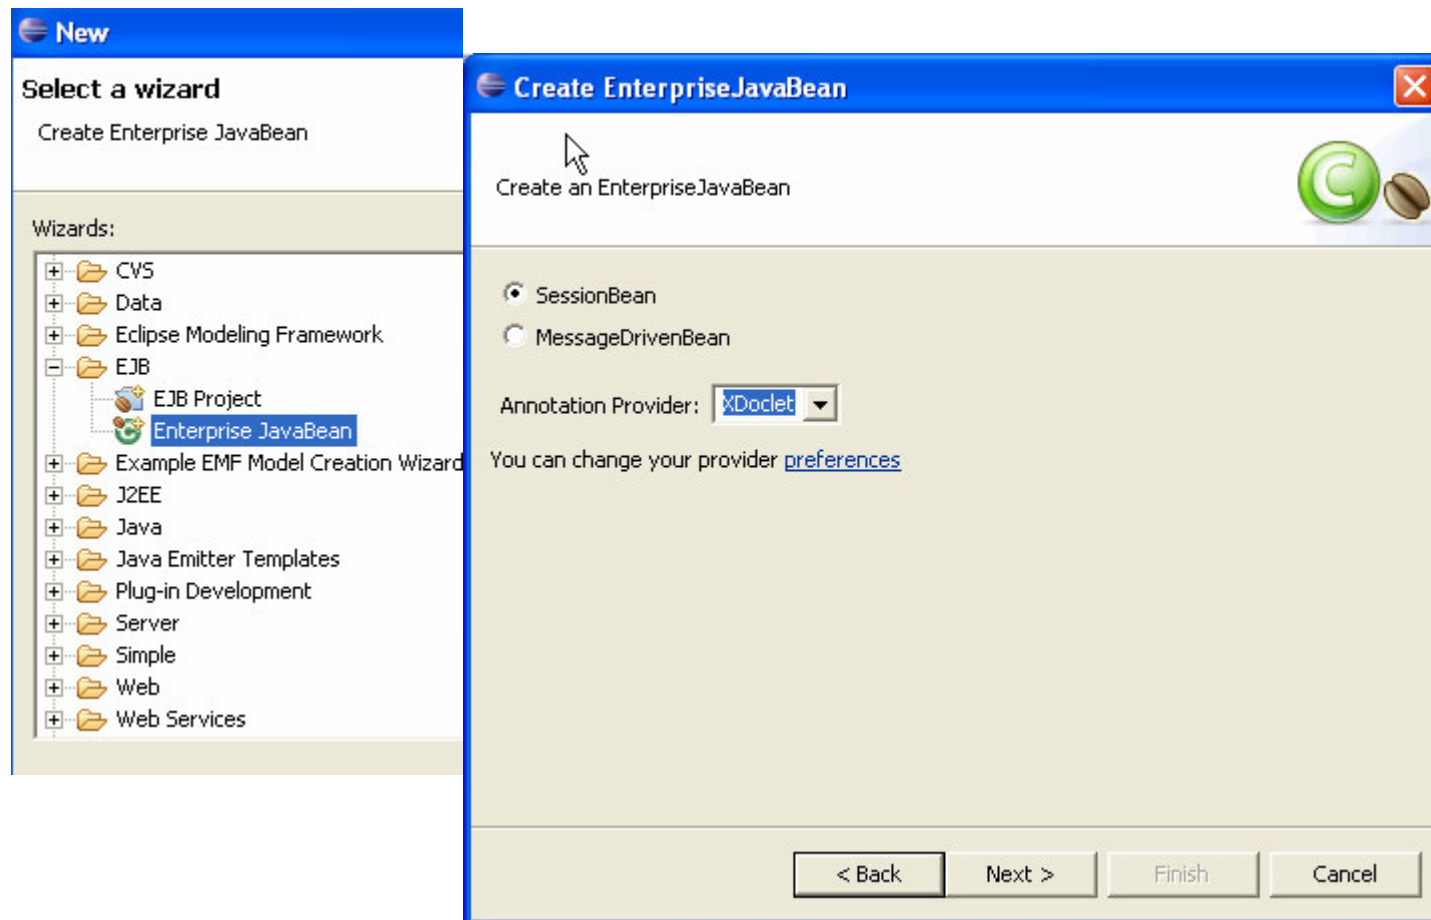 New
Select a wizard
Create Enterprise JavaBean
Wizards:
CVS
Data
Eclipse Modeling Framework
EJB
EJB Project
Enterprise JavaBean
Example EMF Model Creation Wizard
J2EE
Java
Java Emitter Templates
Plug-in Development
Server
Simple
Web
Web Services
Create EnterpriseJavaBean
Create an EnterpriseJavaBean
C
SessionBean
MessageDrivenBean
Annotation Provider: XDoclet
You can change your provider preferences
< Back Next > Finish Cancel